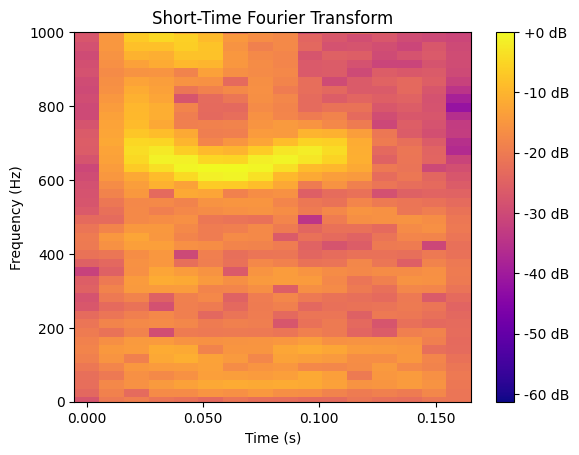 Short-Time Fourier Transform
1000
800
600
400
200
0
Frequency (Hz)
0.000
0.050
0.100
0.150
Time (s)
+0 dB
-10 dB
-20 dB
-30 dB
-40 dB
-50 dB
-60 dB